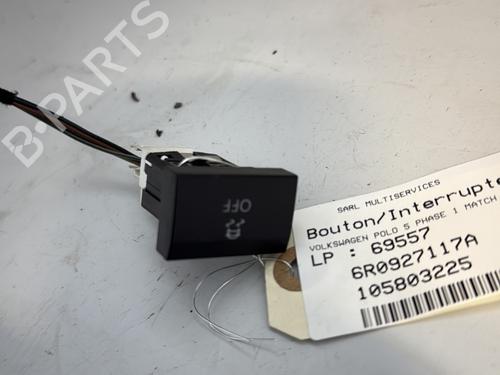 B-PARTS
OFF
SARL MULTISERVICES
Bouton/Interrupte
VOLKSWAGEN POLO 5 PHASE 1 MATCH
LP : 69557
6R0927117A
105803225